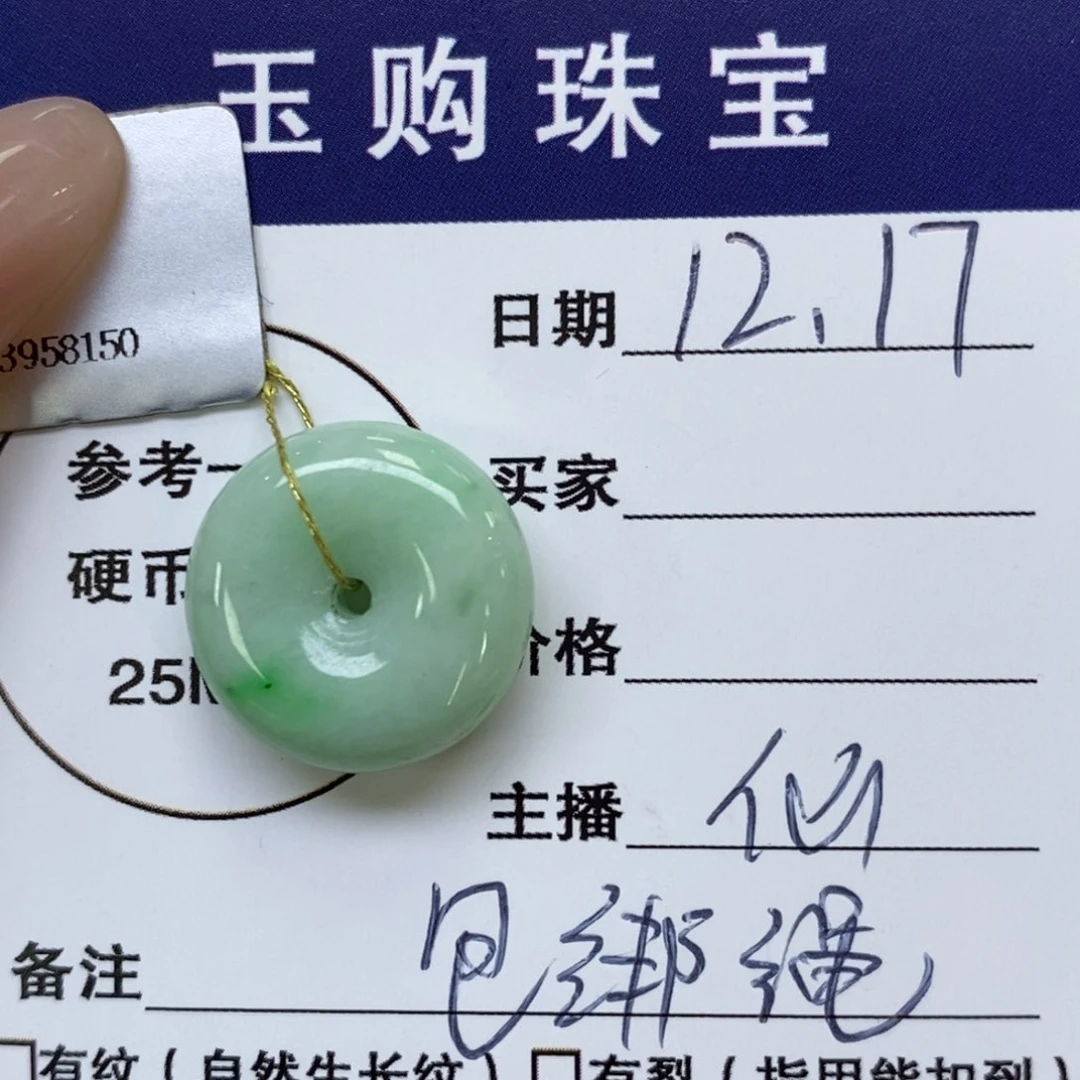 玉购珠宝
3958150
日期 12.17
参考一
买家
硬币
25M
价格
主播 仙
备注 包绑绳
有纹（自然生长纹） 有裂（指甲能扣到）